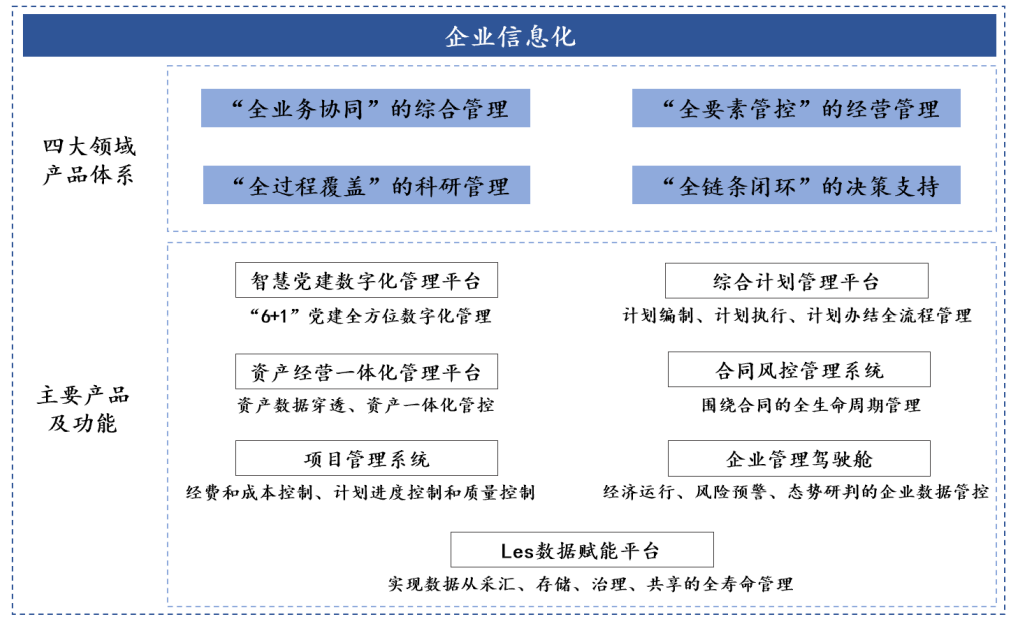 企业信息化
四大领域
产品体系
“全业务协同”的综合管理
“全要素管控”的经营管理
“全过程覆盖”的科研管理
“全链条闭环”的决策支持
主要产品
及功能
智慧党建数字化管理平台
“6+1”党建全方位数字化管理
综合计划管理平台
计划编制、计划执行、计划办结全流程管理
资产经营一体化管理平台
资产数据穿透、资产一体化管控
合同风控管理系统
围绕合同的全生命周期管理
项目管理系统
经费和成本控制、计划进度控制和质量控制
企业管理驾驶舱
经济运行、风险预警、态势研判的企业数据管控
Les数据赋能平台
实现数据从采汇、存储、治理、共享的全寿命管理